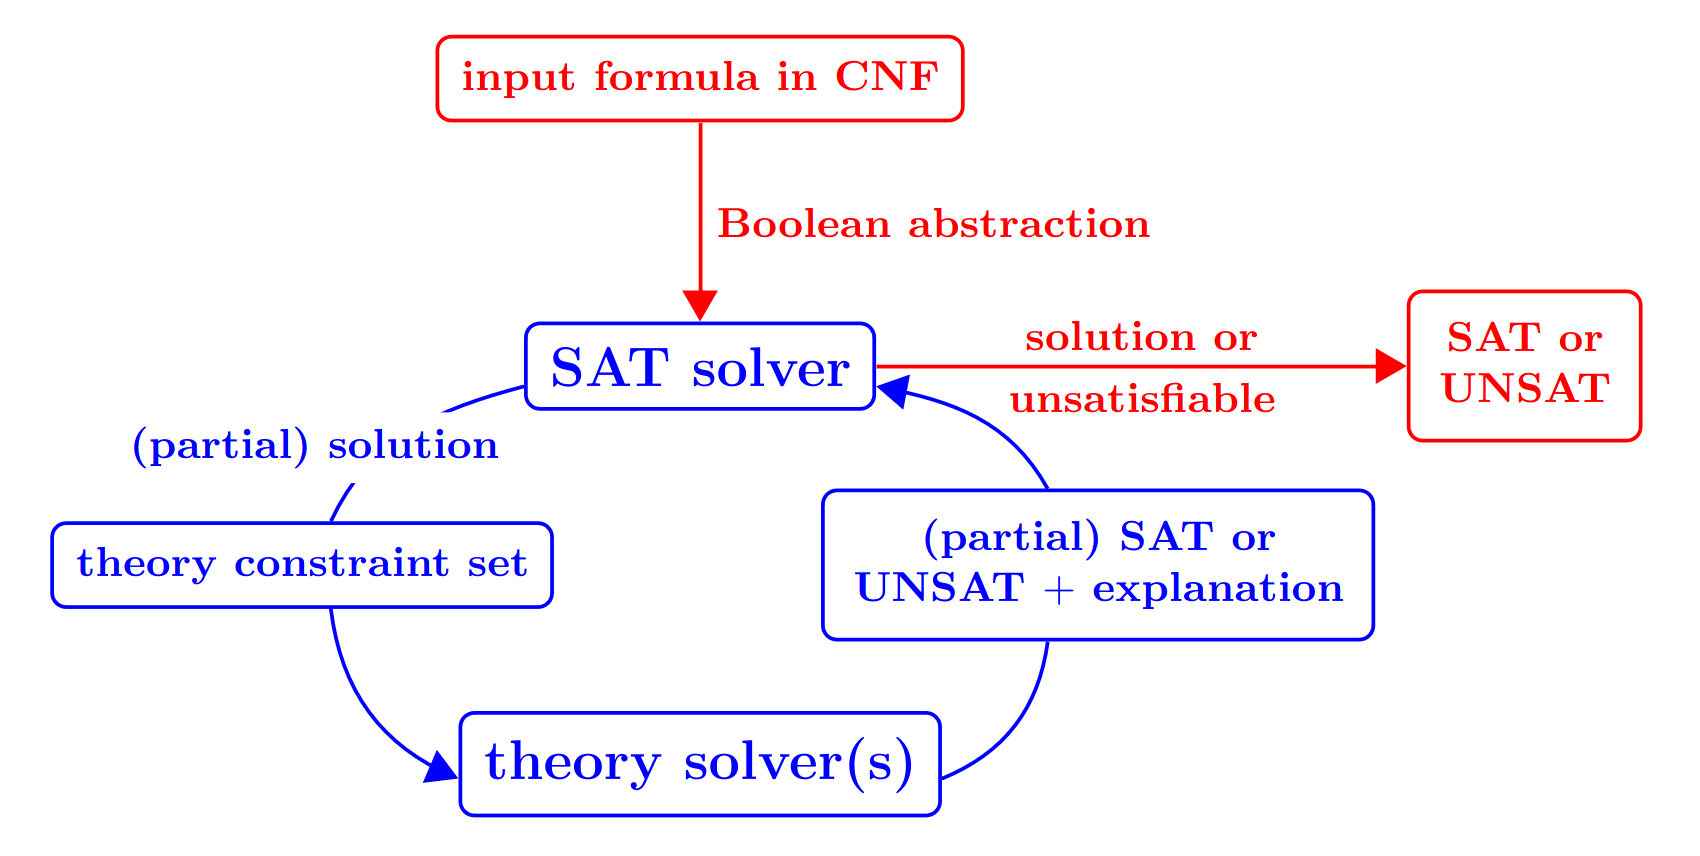 input formula in CNF
Boolean abstraction
SAT solver
solution or
unsatisfiable
SAT or
UNSAT
(partial) solution
theory constraint set
(partial) SAT or
UNSAT + explanation
theory solver(s)